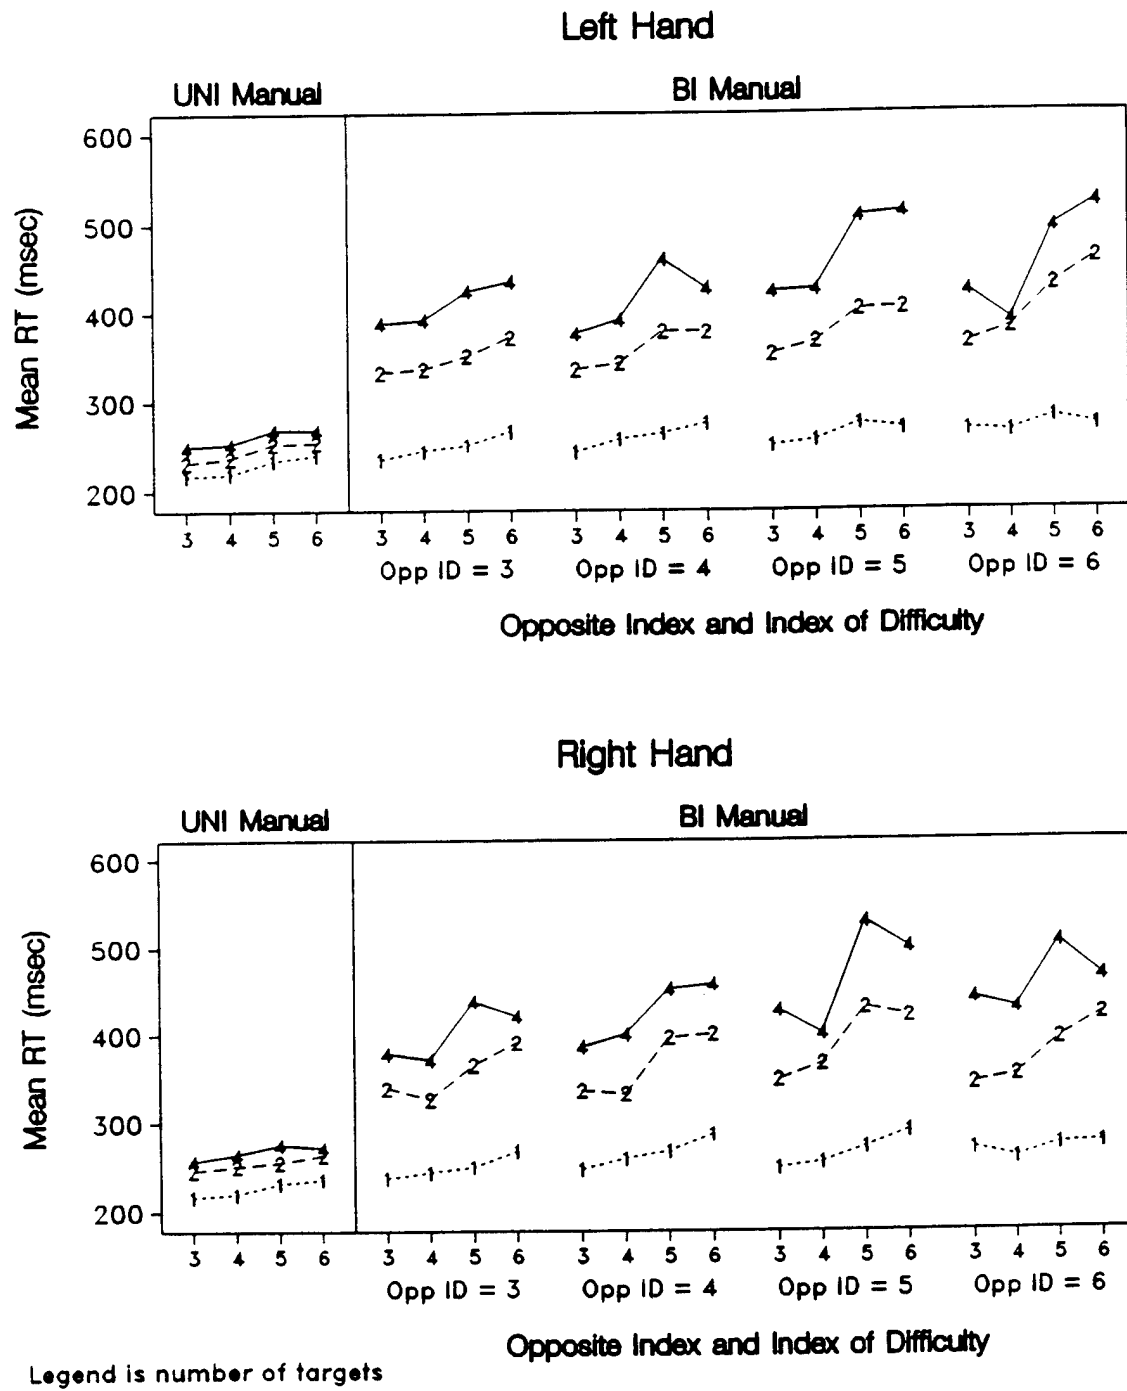 Left Hand
UNI Manual BI Manual
600
500
400
300
200
Mean RT (msec)
3 4 5 6 3 4 5 6 3 4 5 6 3 4 5 6 3 4 5 6
Opp ID = 3 Opp ID = 4 Opp ID = 5 Opp ID = 6
Opposite Index and Index of Difficulty
Right Hand
UNI Manual BI Manual
600
500
400
300
200
Mean RT (msec)
3 4 5 6 3 4 5 6 3 4 5 6 3 4 5 6 3 4 5 6
Opp ID = 3 Opp ID = 4 Opp ID = 5 Opp ID = 6
Opposite Index and Index of Difficulty
Legend is number of targets